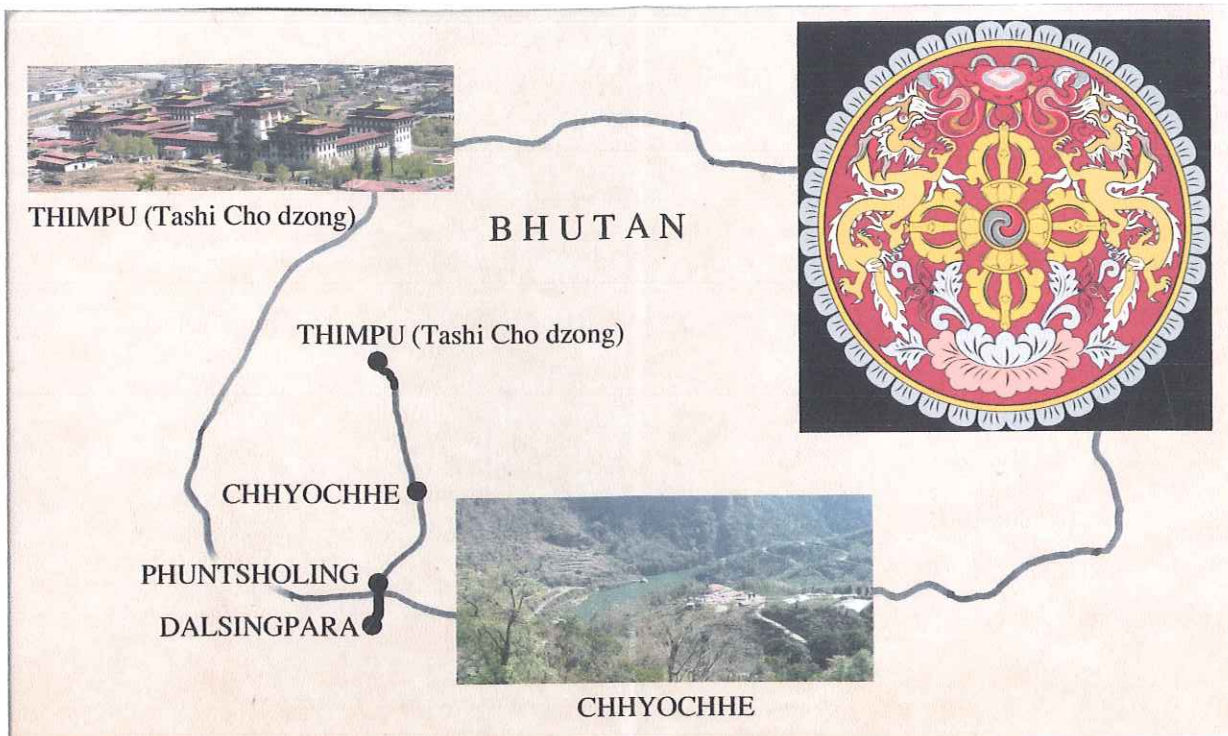 THIMPU (Tashi Cho dzong)
BHUTAN
THIMPU (Tashi Cho dzong)
CHHYOCHHE
PHUNTSHOLING
DALSINGPARA
CHHYOCHHE